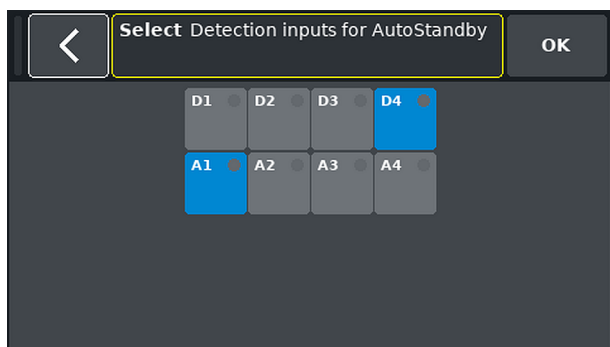 Select Detection inputs for AutoStandby
OK
D1 D2 D3 D4
A1 A2 A3 A4